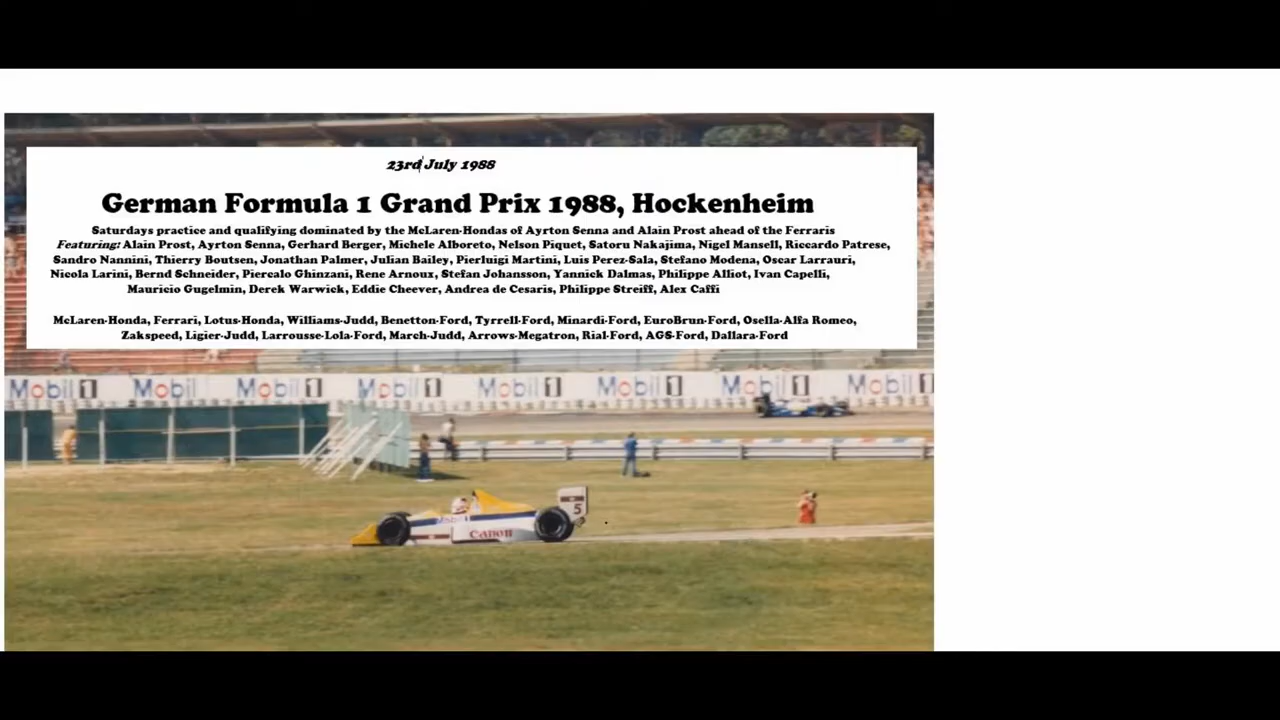 23rd July 1988
German Formula 1 Grand Prix 1988, Hockenheim
Saturdays practice and qualifying dominated by the McLaren-Hondas of Ayrton Senna and Alain Prost ahead of the Ferraris
Featuring: Alain Prost, Ayrton Senna, Gerhard Berger, Michele Alboreto, Nelson Piquet, Satoru Nakajima, Nigel Mansell, Riccardo Patrese,
Sandro Nannini, Thierry Boutsen, Jonathan Palmer, Julian Bailey, Pierluigi Martini, Luis Perez-Sala, Stefano Modena, Oscar Larrauri,
Nicola Larini, Bernd Schneider, Piercalo Ghinzani, Rene Arnoux, Stefan Johansson, Yannick Dalmas, Philippe Alliot, Ivan Capelli,
Mauricio Gugelmin, Derek Warwick, Eddie Cheever, Andrea de Cesaris, Philippe Streiff, Alex Caffi
McLaren-Honda, Ferrari, Lotus-Honda, Williams-Judd, Benetton-Ford, Tyrrell-Ford, Minardi-Ford, EuroBrun-Ford, Osella-Alfa Romeo,
Zakspeed, Ligier-Judd, Larrousse-Lola-Ford, March-Judd, Arrows-Megatron, Rial-Ford, AGS-Ford, Dallara-Ford
Mobil 1 Mobil Mobil 1 Mobil 1 Mobil 1 Mobil 1 Mobil 1 Mobil 1
5
Mobil 1
Canon